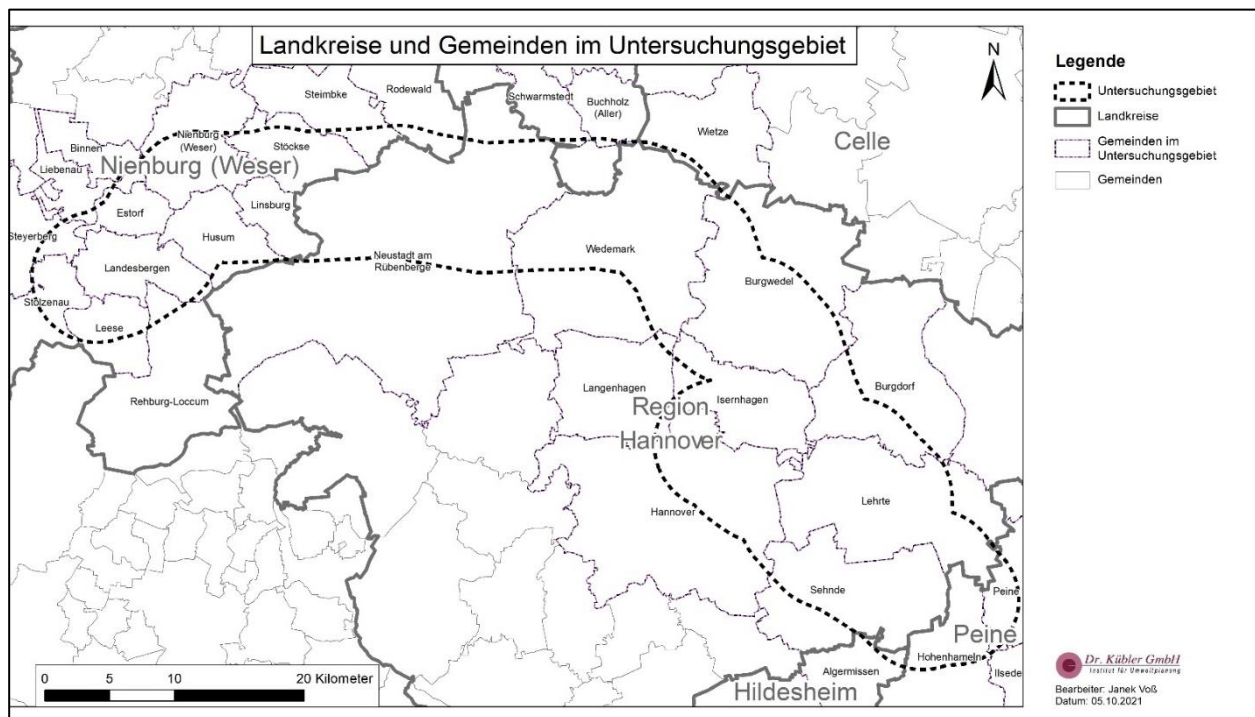 Landkreise und Gemeinden im Untersuchungsgebiet
N
Steimbke
Rodewald
Schwarmstedt
Buchholz
(Aller)
Wietze
Celle
Nienburg
(Weser)
Binnen
Stöckse
Liebenau
Nienburg (Weser)
Estorf
Linsburg
Steyerberg
Husum
Landesbergen
Neustadt am
Rübenberge
Wedemark
Burgwedel
Stolzenau
Leese
Rehburg-Loccum
Langenhagen
Isernhagen
Burgdorf
Region
Hannover
Hannover
Lehrte
Sehnde
Peine
Peine
Hohenhameln
Algermissen
Ilsede
Hildesheim
0 5 10 20 Kilometer
Legende
Untersuchungsgebiet
Landkreise
Gemeinden im
Untersuchungsgebiet
Gemeinden
Dr. Kübler GmbH
Institut für Umweltplanung
Bearbeiter: Janek Voß
Datum: 05.10.2021